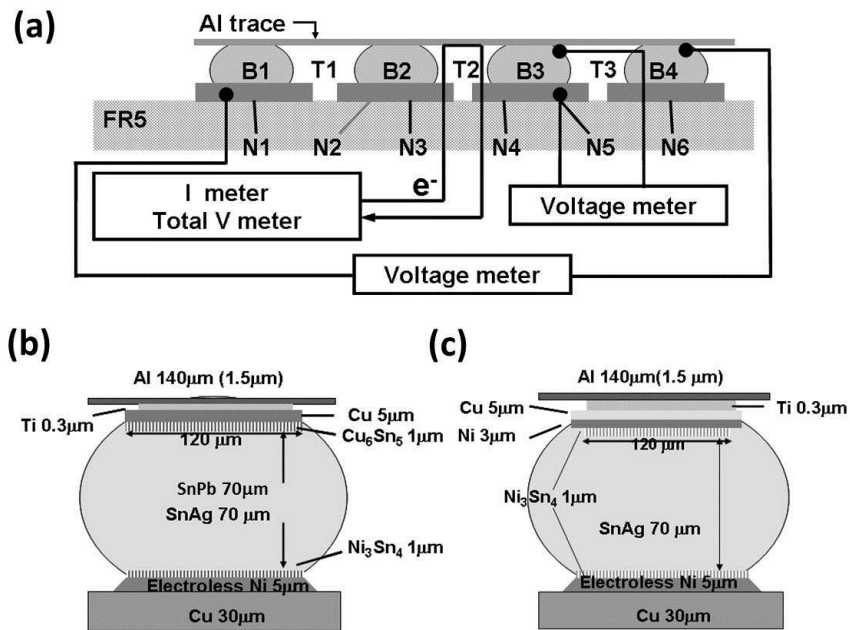 (a)
Al trace
B1 T1 B2 T2 B3 T3 B4
FR5
N1 N2 N3 N4 N5 N6
e-
I meter
Total V meter
Voltage meter
Voltage meter
(b)
Al 140μm (1.5μm)
Ti 0.3μm
Cu 5μm
Cu6Sn5 1μm
120 μm
SnPb 70μm
SnAg 70 μm
Ni3Sn4 1μm
Electroless Ni 5μm
Cu 30μm
(c)
Al 140μm(1.5 μm)
Cu 5μm
Ti 0.3μm
Ni 3μm
120 μm
Ni3Sn4 1μm
SnAg 70 μm
Electroless Ni 5μm
Cu 30μm